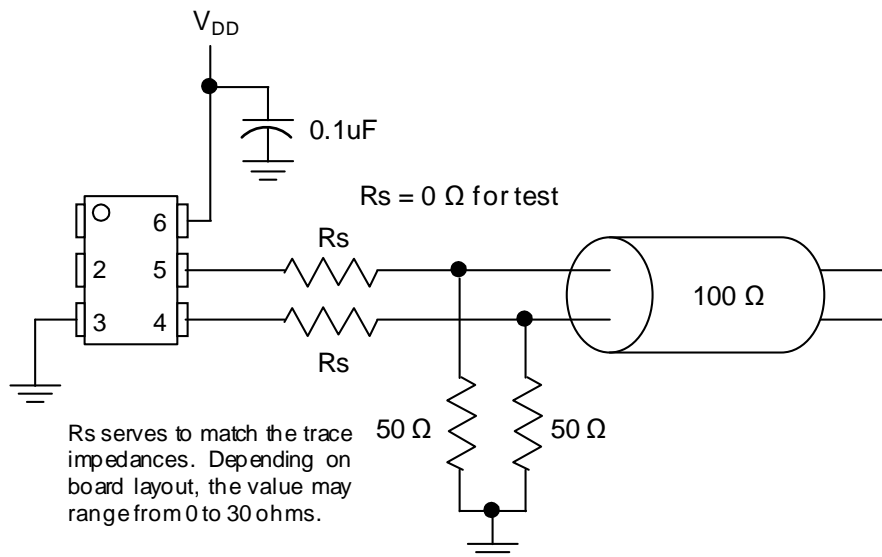 VDD
0.1uF
Rs = 0 Ω for test
6
Rs
2 5
100 Ω
3 4
Rs
50 Ω 50 Ω
Rs serves to match the trace
impedances. Depending on
board layout, the value may
range from 0 to 30 ohms.